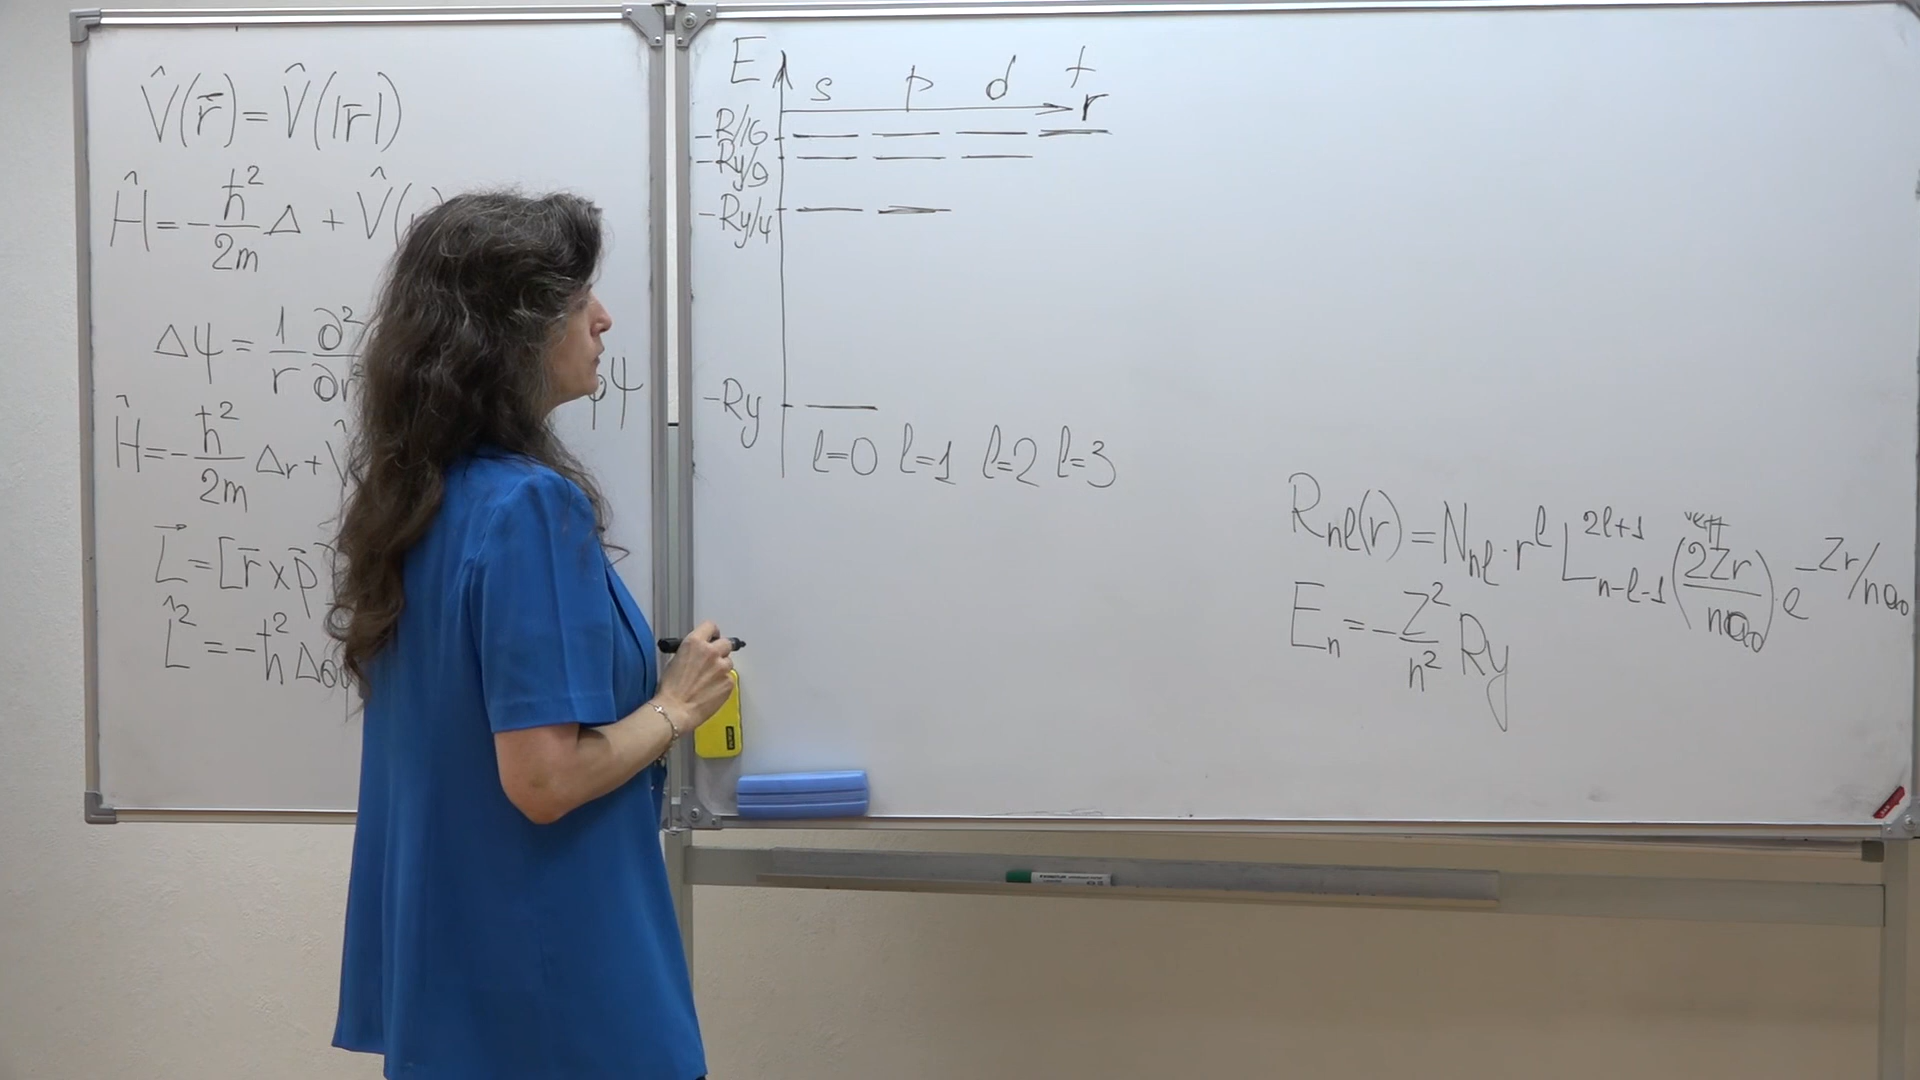 V̂(r̄) = V̂(|r̄|)
Ĥ = -ħ²/2m Δ + V̂(
Δψ = 1/r ∂²/∂r
φψ
Ĥ = -ħ²/2m Δr +
L⃗ = [r̄ x p̄
L̂² = -ħ² Δθφ
E
s p d f
r
-R/16
-Ry/9
-Ry/4
-Ry
l=0 l=1 l=2 l=3
Rnl(r) = Nnl · r^l L^{2l+1}_{n-l-1} (2Zr/na₀) · e^{-Zr/na₀}
En = -Z²/n² Ry